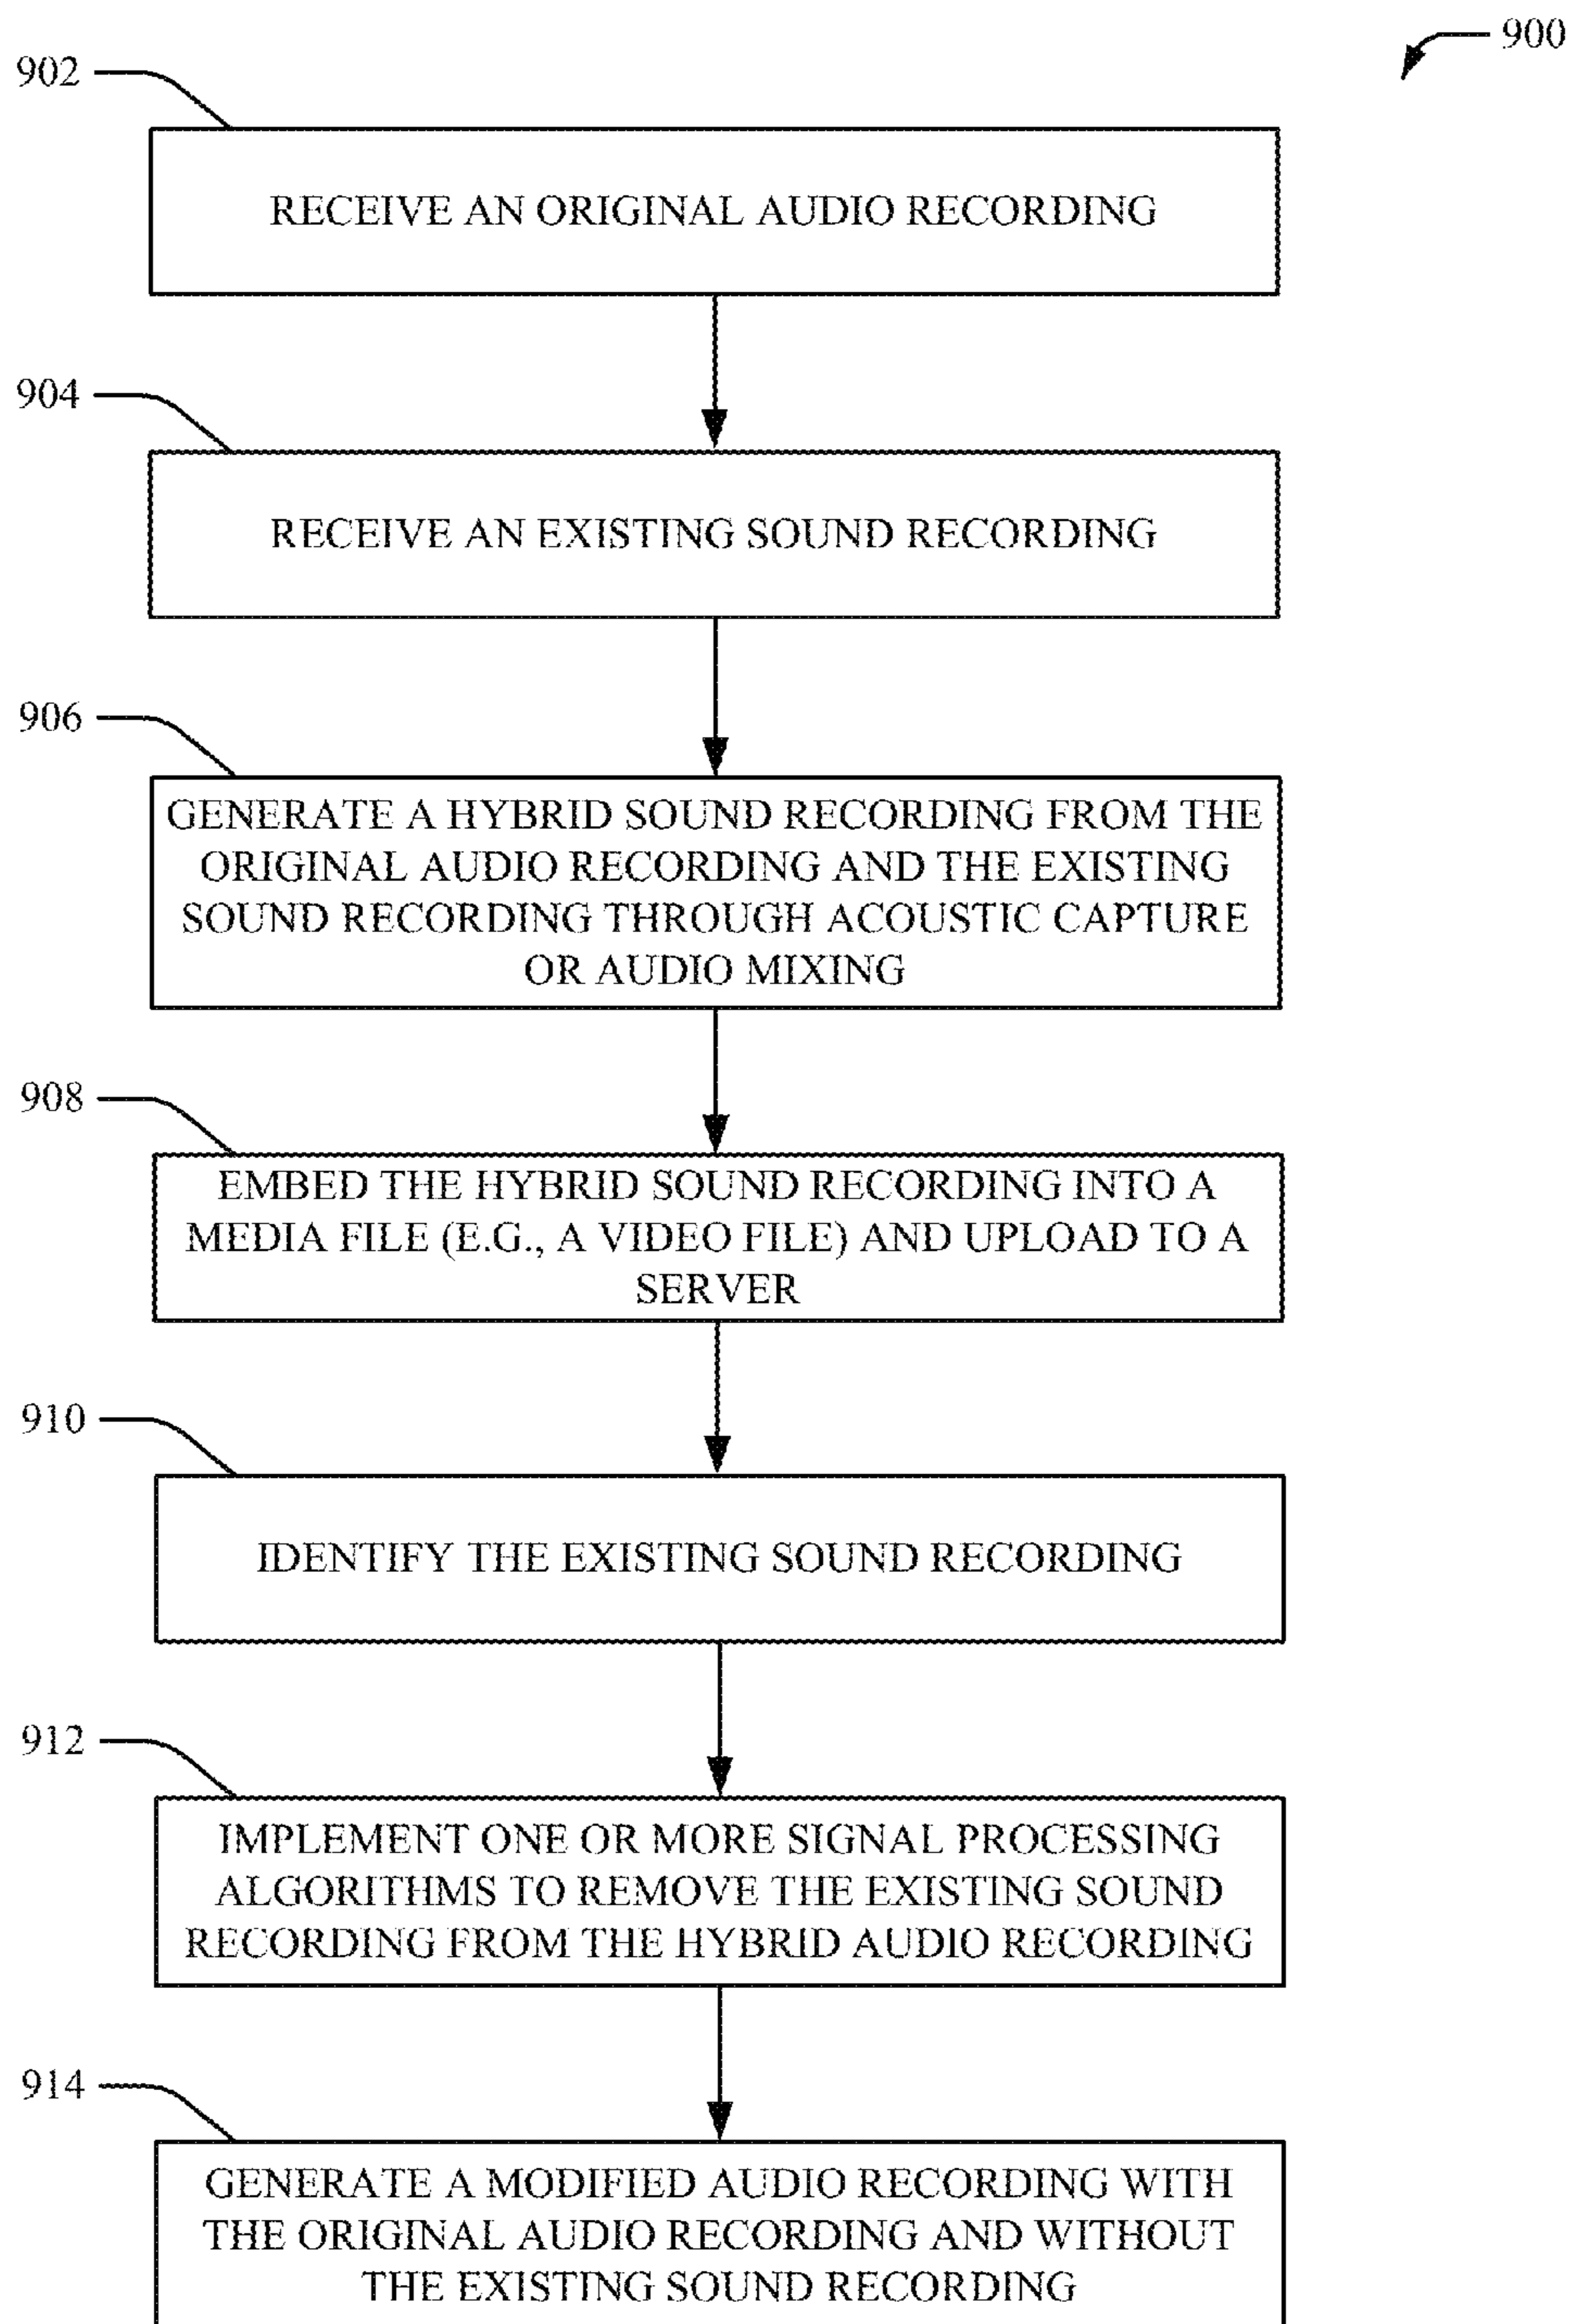 900
902
RECEIVE AN ORIGINAL AUDIO RECORDING
904
RECEIVE AN EXISTING SOUND RECORDING
906
GENERATE A HYBRID SOUND RECORDING FROM THE
ORIGINAL AUDIO RECORDING AND THE EXISTING
SOUND RECORDING THROUGH ACOUSTIC CAPTURE
OR AUDIO MIXING
908
EMBED THE HYBRID SOUND RECORDING INTO A
MEDIA FILE (E.G., A VIDEO FILE) AND UPLOAD TO A
SERVER
910
IDENTIFY THE EXISTING SOUND RECORDING
912
IMPLEMENT ONE OR MORE SIGNAL PROCESSING
ALGORITHMS TO REMOVE THE EXISTING SOUND
RECORDING FROM THE HYBRID AUDIO RECORDING
914
GENERATE A MODIFIED AUDIO RECORDING WITH
THE ORIGINAL AUDIO RECORDING AND WITHOUT
THE EXISTING SOUND RECORDING